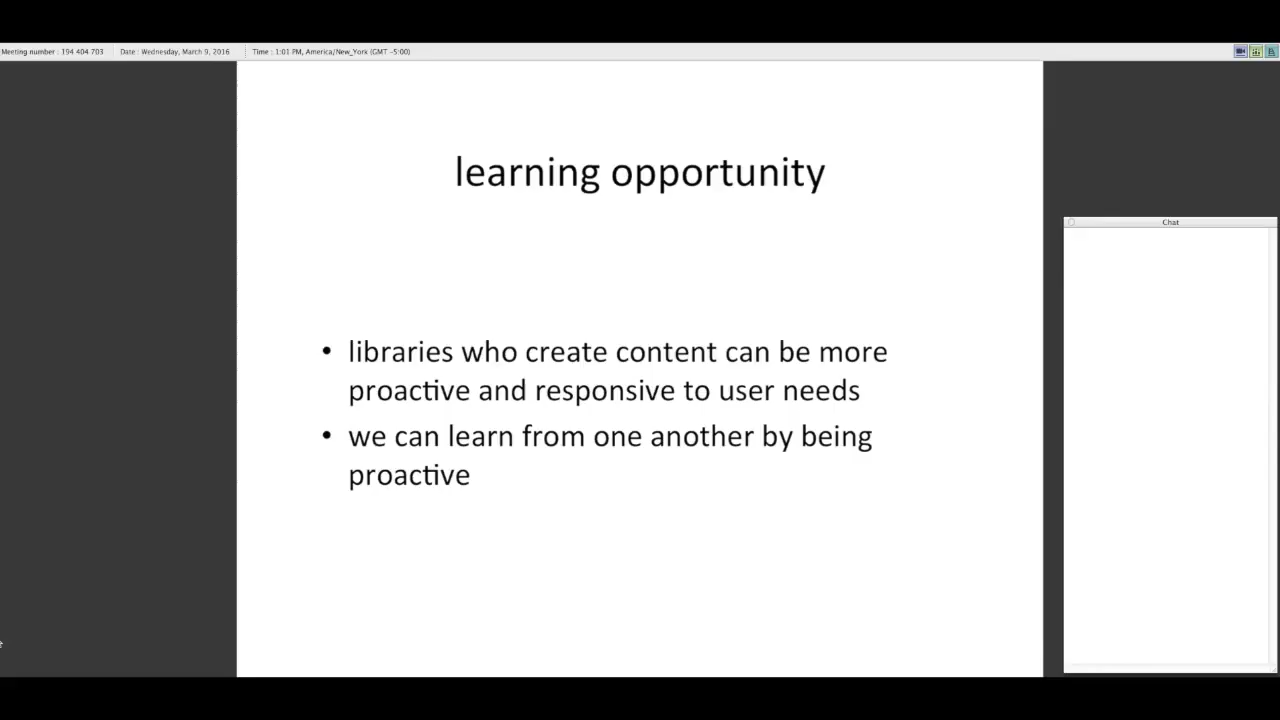 Meeting number : 194 404 703 Date : Wednesday, March 9, 2016 Time : 1:01 PM, America/New_York (GMT -5:00)
learning opportunity
Chat
• libraries who create content can be more
proactive and responsive to user needs
• we can learn from one another by being
proactive